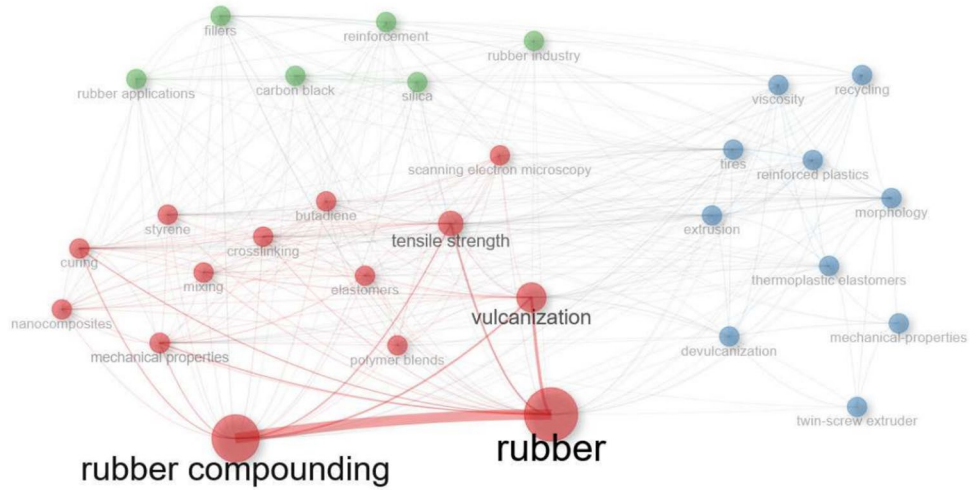 fillers
reinforcement
rubber industry
rubber applications
carbon black
silica
viscosity
recycling
scanning electron microscopy
tires
reinforced plastics
styrene
butadiene
tensile strength
extrusion
morphology
curing
crosslinking
mixing
elastomers
thermoplastic elastomers
nanocomposites
vulcanization
mechanical properties
polymer blends
devulcanization
mechanical-properties
rubber compounding
rubber
twin-screw extruder